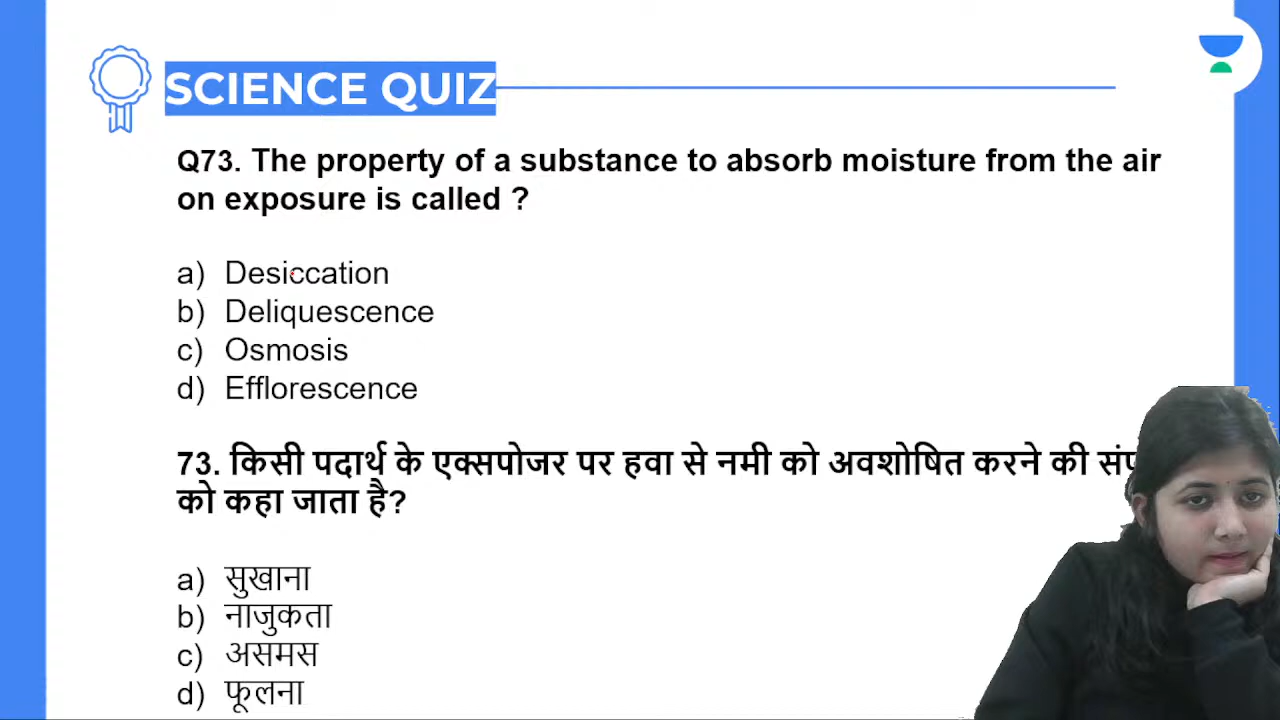 SCIENCE QUIZ
Q73. The property of a substance to absorb moisture from the air
on exposure is called ?
a) Desiccation
b) Deliquescence
c) Osmosis
d) Efflorescence
73. किसी पदार्थ के एक्सपोजर पर हवा से नमी को अवशोषित करने की
को कहा जाता है?
a) सुखाना
b) नाजुकता
c) असमस
d) फूलना